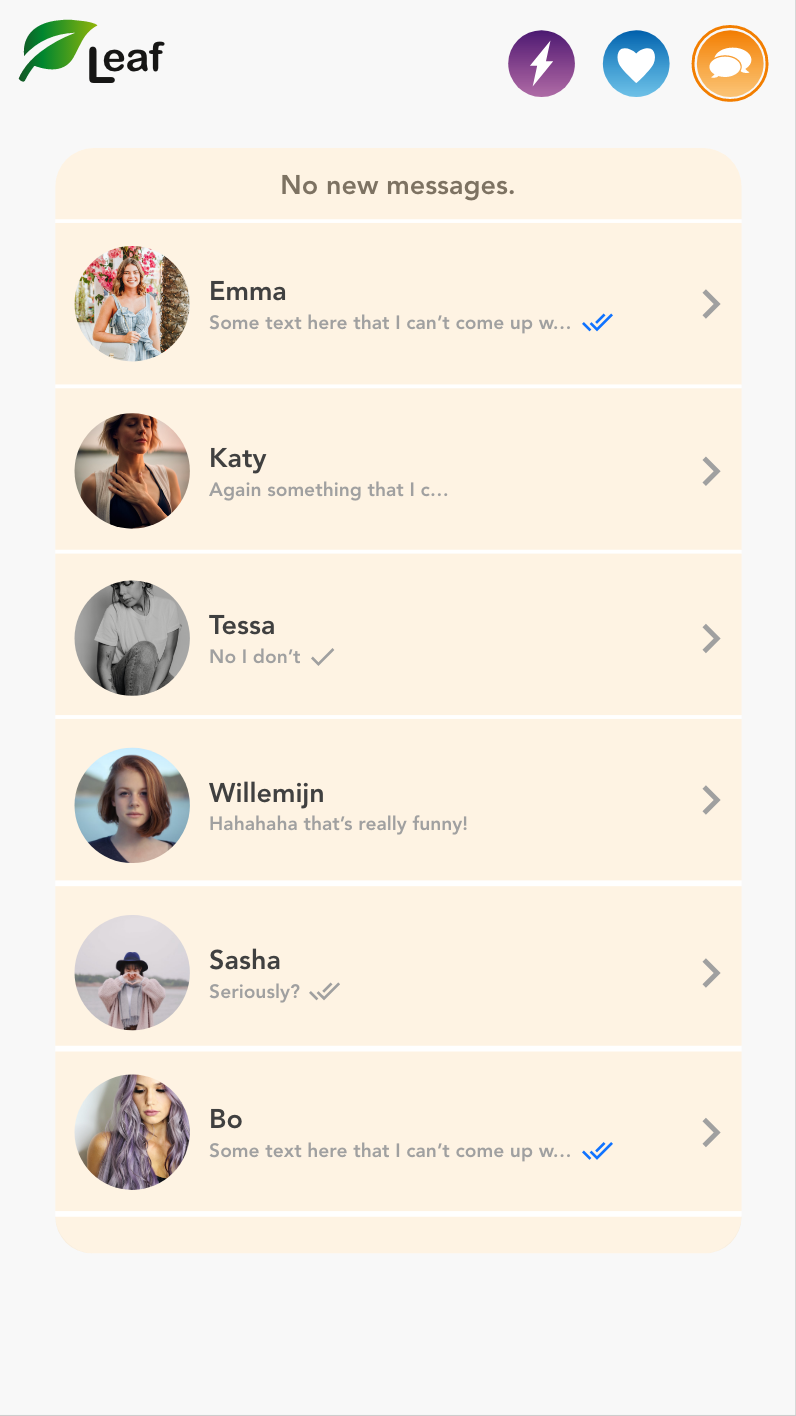 Leaf
No new messages.
Emma
Some text here that I can’t come up w...
Katy
Again something that I c...
Tessa
No I don’t
Willemijn
Hahahaha that’s really funny!
Sasha
Seriously?
Bo
Some text here that I can’t come up w...